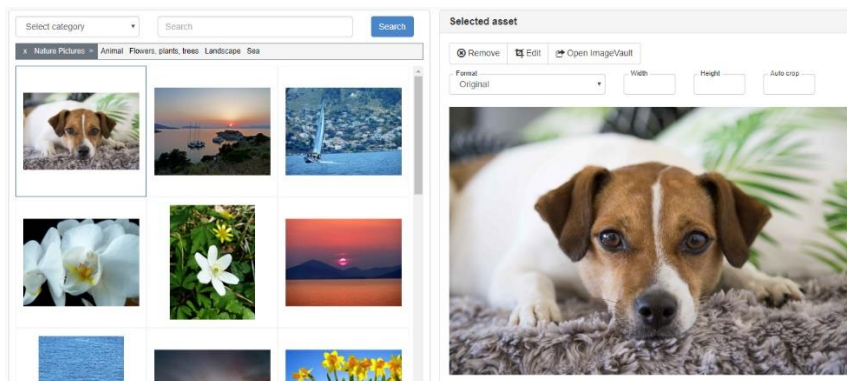 Select category
Search
Search
x Nature Pictures » Animal Flowers, plants, trees Landscape Sea
Selected asset
Remove
Edit
Open ImageVault
Format
Width
Height
Auto crop
Original